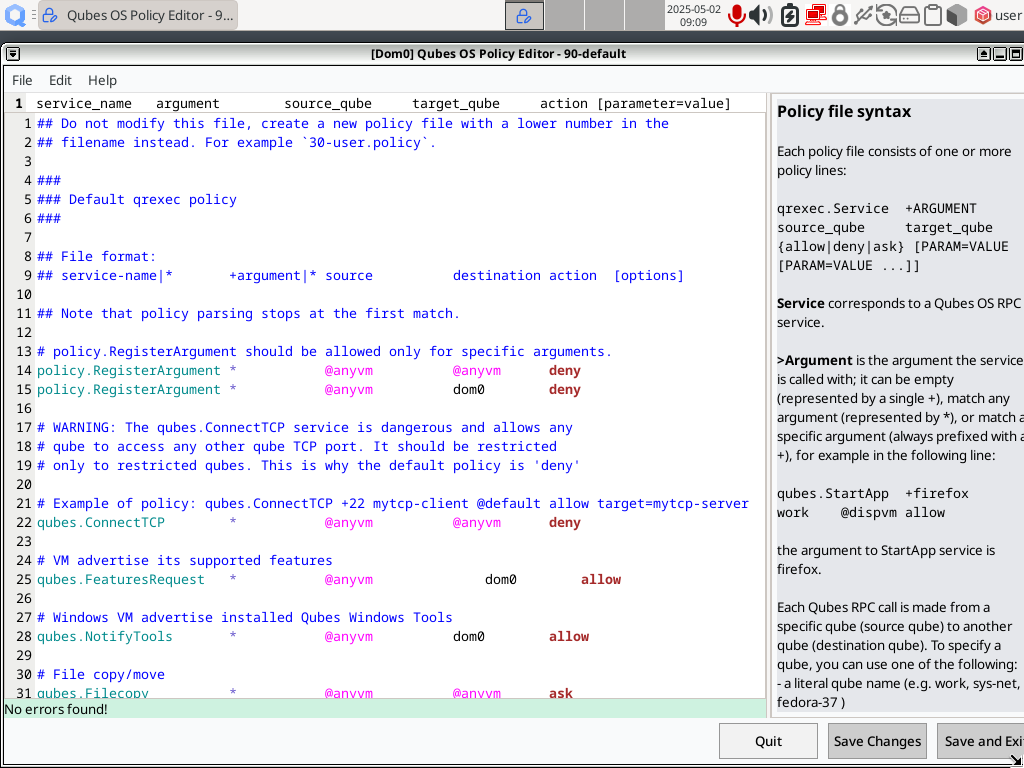 Qubes OS Policy Editor - 9...
2025-05-02
09:09
user
[Dom0] Qubes OS Policy Editor - 90-default
File Edit Help
1 service_name argument source_qube target_qube action [parameter=value]
1 ## Do not modify this file, create a new policy file with a lower number in the
2 ## filename instead. For example `30-user.policy`.
3
4 ###
5 ### Default qrexec policy
6 ###
7
8 ## File format:
9 ## service-name|* +argument|* source destination action [options]
10
11 ## Note that policy parsing stops at the first match.
12
13 # policy.RegisterArgument should be allowed only for specific arguments.
14 policy.RegisterArgument * @anyvm @anyvm deny
15 policy.RegisterArgument * @anyvm dom0 deny
16
17 # WARNING: The qubes.ConnectTCP service is dangerous and allows any
18 # qube to access any other qube TCP port. It should be restricted
19 # only to restricted qubes. This is why the default policy is 'deny'
20
21 # Example of policy: qubes.ConnectTCP +22 mytcp-client @default allow target=mytcp-server
22 qubes.ConnectTCP * @anyvm @anyvm deny
23
24 # VM advertise its supported features
25 qubes.FeaturesRequest * @anyvm dom0 allow
26
27 # Windows VM advertise installed Qubes Windows Tools
28 qubes.NotifyTools * @anyvm dom0 allow
29
30 # File copy/move
31 qubes.Filecopy * @anyvm @anyvm ask
No errors found!
Policy file syntax
Each policy file consists of one or more
policy lines:
qrexec.Service +ARGUMENT
source_qube target_qube
{allow|deny|ask} [PARAM=VALUE
[PARAM=VALUE ...]]
Service corresponds to a Qubes OS RPC
service.
>Argument is the argument the service
is called with; it can be empty
(represented by a single +), match any
argument (represented by *), or match a
specific argument (always prefixed with a
+), for example in the following line:
qubes.StartApp +firefox
work @dispvm allow
the argument to StartApp service is
firefox.
Each Qubes RPC call is made from a
specific qube (source qube) to another
qube (destination qube). To specify a
qube, you can use one of the following:
- a literal qube name (e.g. work, sys-net,
fedora-37 )
Quit Save Changes Save and Exi